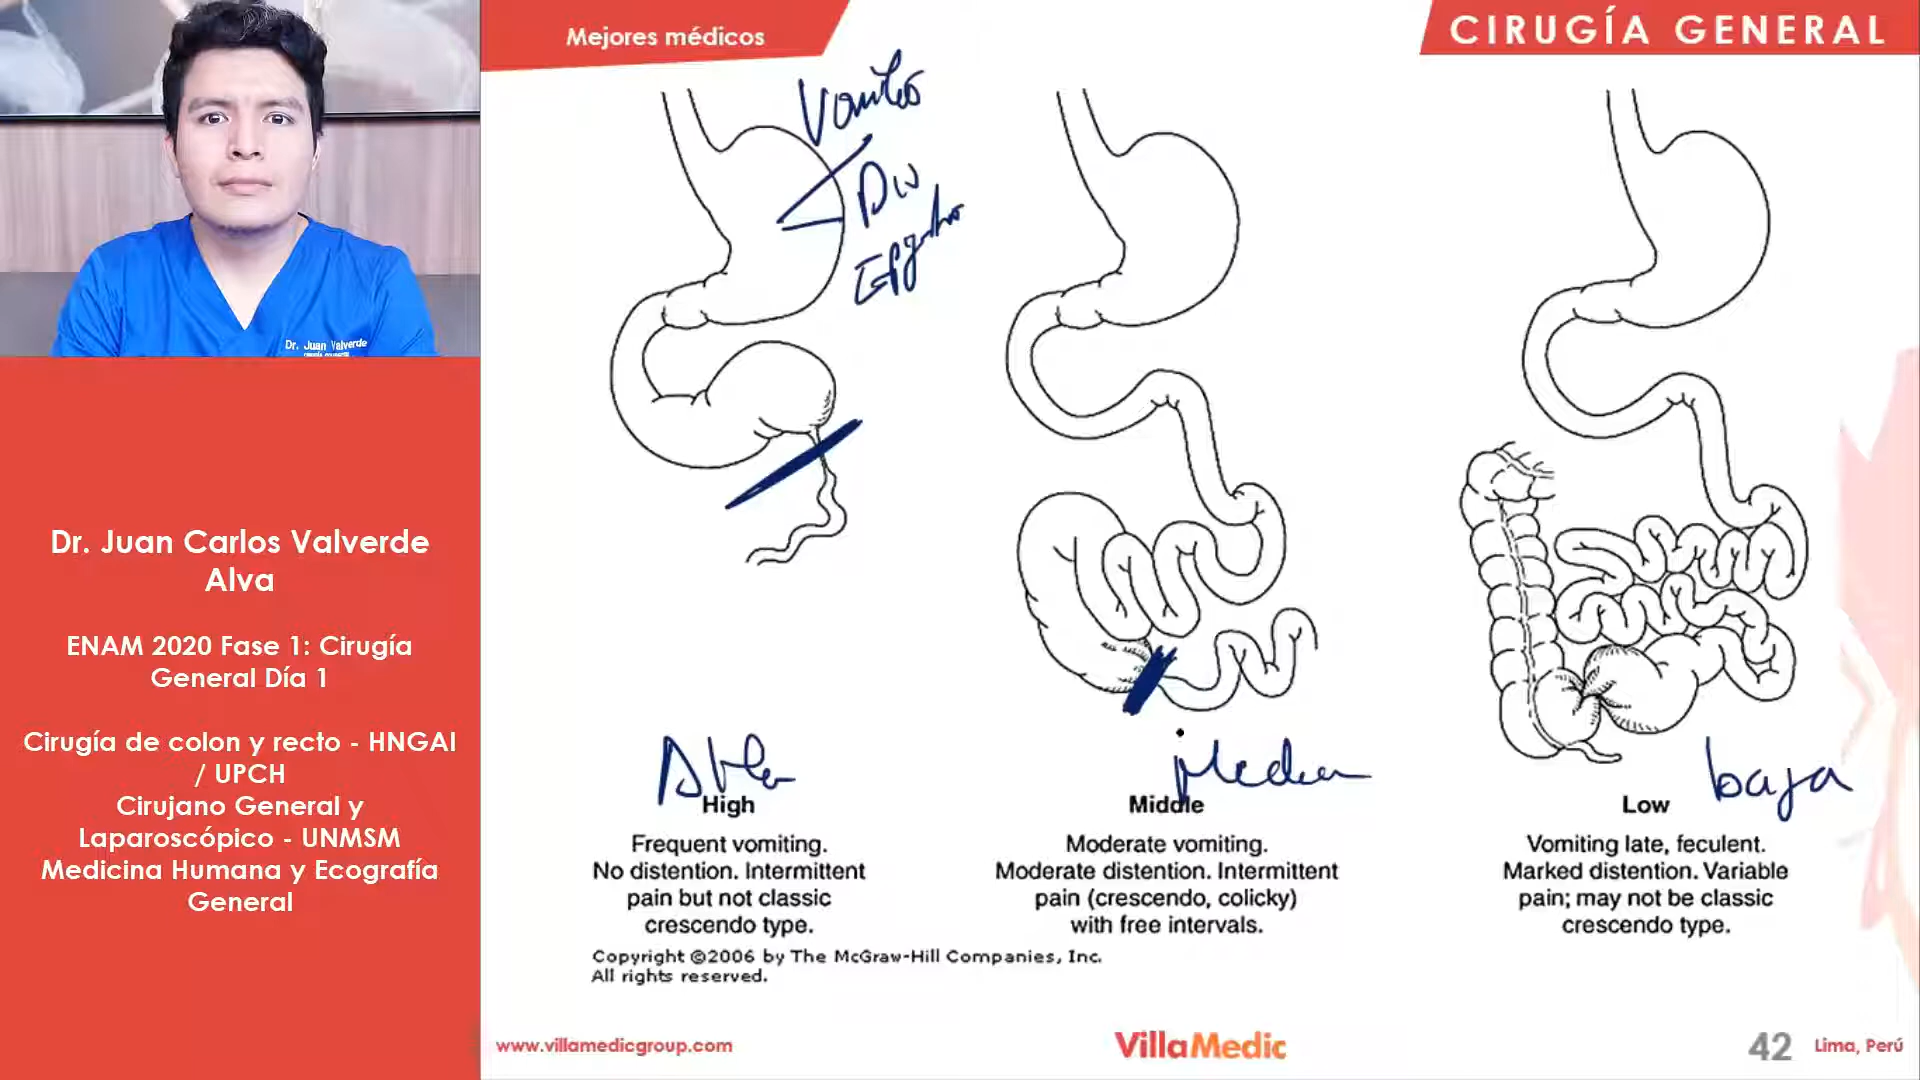 Mejores médicos
CIRUGÍA GENERAL
Vomitos
Dr. Juan Valverde
Dr. Juan Carlos Valverde
Alva
ENAM 2020 Fase 1: Cirugía
General Día 1
Cirugía de colon y recto - HNGAI
/ UPCH
Cirujano General y
Laparoscópico - UNMSM
Medicina Humana y Ecografía
General
Alta
High
Frequent vomiting.
No distention. Intermittent
pain but not classic
crescendo type.
Media
Middle
Moderate vomiting.
Moderate distention. Intermittent
pain (crescendo, colicky)
with free intervals.
baja
Low
Vomiting late, feculent.
Marked distention. Variable
pain; may not be classic
crescendo type.
Copyright ©2006 by The McGraw-Hill Companies, Inc.
All rights reserved.
www.villamedicgroup.com
VillaMedic
42 Lima, Perú